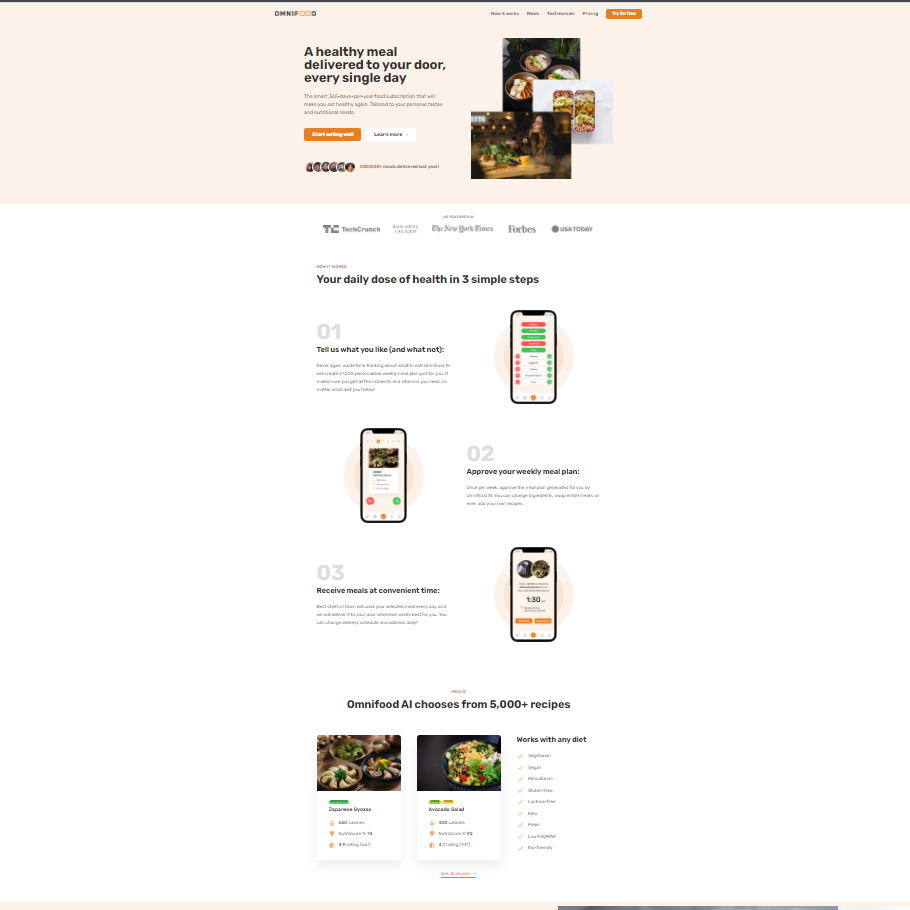 OMNIFOOD
How it works Meals Testimonials Pricing Try for free
A healthy meal
delivered to your door,
every single day
The smart 365-days-per-year food subscription that will
make you eat healthy again. Tailored to your personal tastes
and nutritional needs.
Start eating well Learn more
250,000+ meals delivered last year!
AS FEATURED IN
TechCrunch
BUSINESS
INSIDER
The New York Times
Forbes
USA TODAY
HOW IT WORKS
Your daily dose of health in 3 simple steps
01
Tell us what you like (and what not):
Never again waste time thinking about what to eat! Omnifood AI
will create a 100% personalized weekly meal plan just for you. It
makes sure you get all the nutrients and vitamins you need, no
matter what diet you follow!
02
Approve your weekly meal plan:
Once per week, approve the meal plan generated for you by
Omnifood AI. You can change ingredients, swap entire meals, or
even add your own recipes.
1:30
03
Receive meals at convenient time:
Best chefs in town will cook your selected meal every day, and
we will deliver it to your door whenever works best for you. You
can change delivery schedule and address daily!
MEALS
Omnifood AI chooses from 5,000+ recipes
Japanese Gyozas
650 calories
NutriScore ® 74
4.9 rating (537)
Avocado Salad
400 calories
NutriScore ® 92
4.7 rating (441)
Works with any diet
Vegetarian
Vegan
Pescatarian
Gluten-free
Lactose-free
Keto
Paleo
Low FODMAP
Kid-friendly
See all recipes →